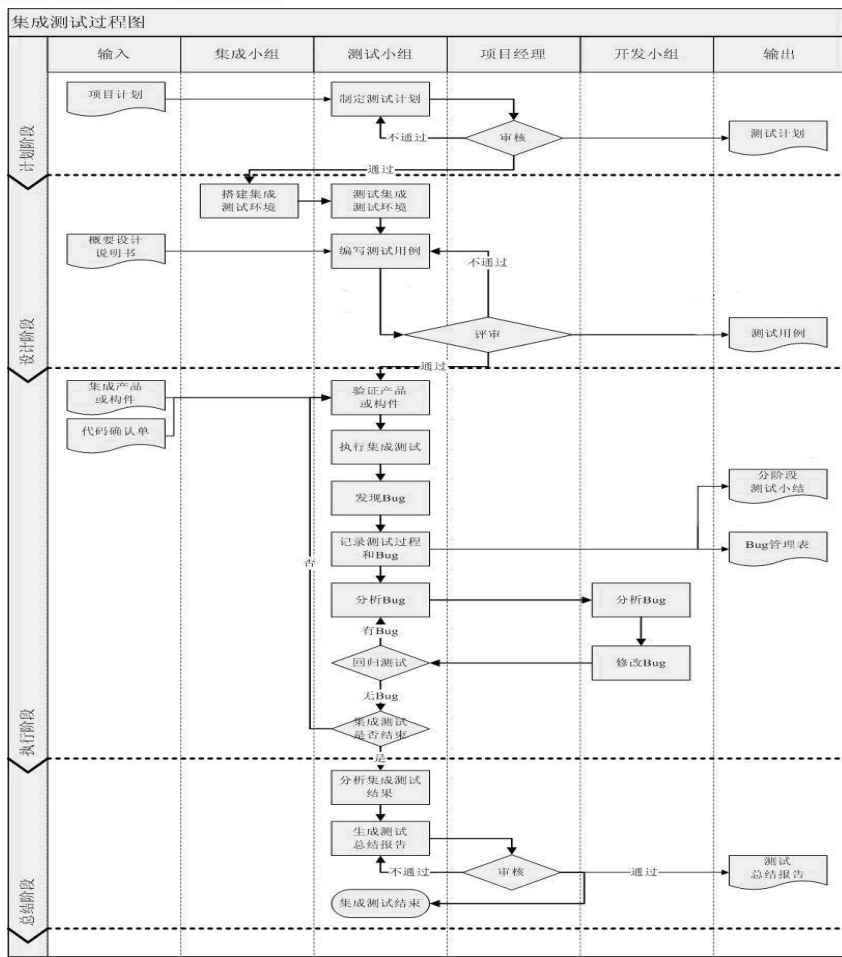 集成测试过程图
输入
集成小组
测试小组
项目经理
开发小组
输出
计划阶段
项目计划
制定测试计划
不通过
审核
测试计划
通过
设计阶段
搭建集成
测试环境
测试集成
测试环境
概要设计
说明书
编写测试用例
不通过
评审
测试用例
通过
执行阶段
集成产品
或构件
验证产品
或构件
代码确认单
执行集成测试
发现Bug
分阶段
测试小结
记录测试过程
和Bug
Bug管理表
否
分析Bug
分析Bug
有Bug
回归测试
修改Bug
无Bug
集成测试
是否结束
是
总结阶段
分析集成测试
结果
生成测试
总结报告
不通过
审核
通过
测试
总结报告
集成测试结束